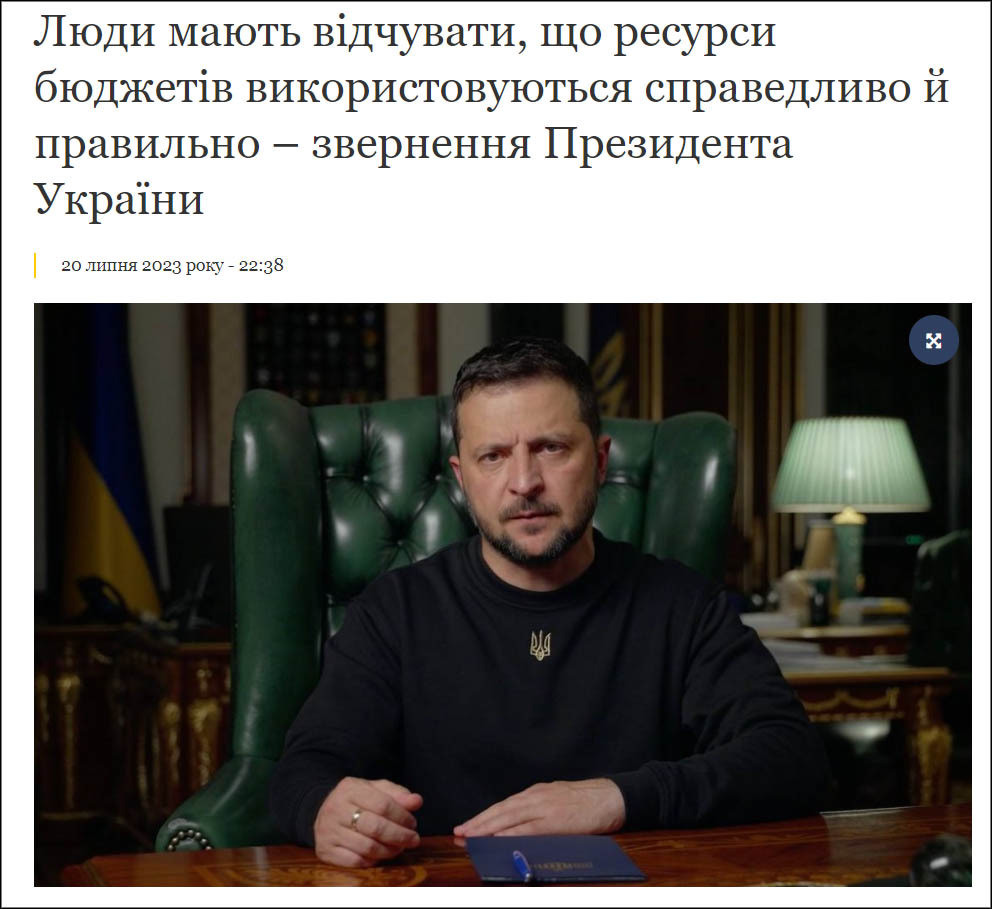 Люди мають відчувати, що ресурси
бюджетів використовуються справедливо й
правильно – звернення Президента
України
20 липня 2023 року - 22:38